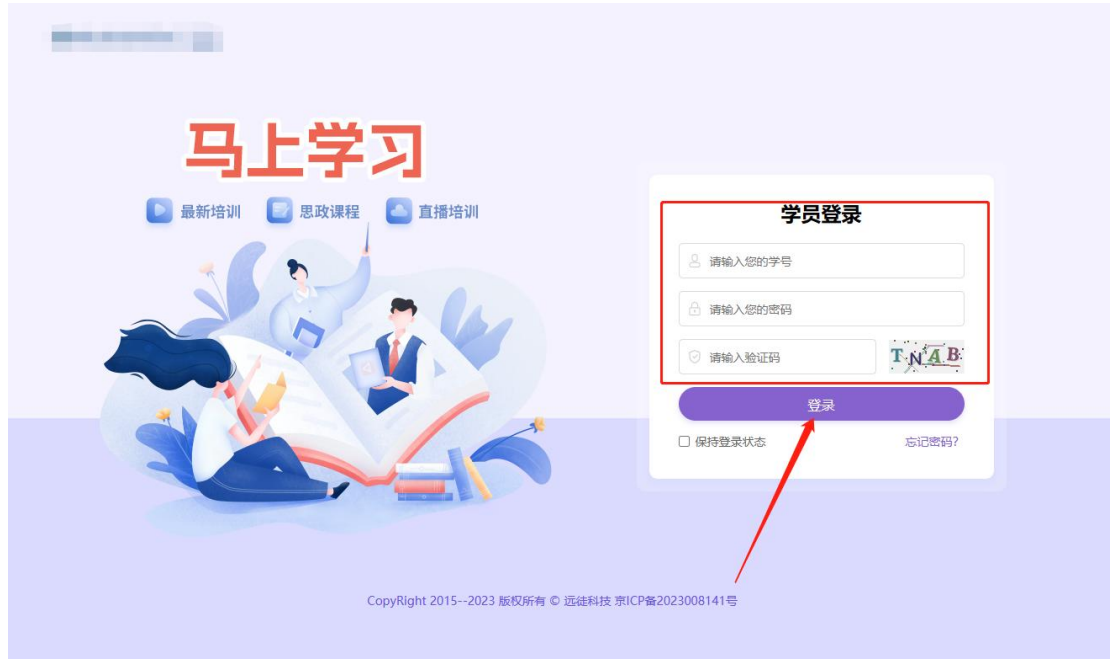 马上学习
最新培训 思政课程 直播培训
学员登录
请输入您的学号
请输入您的密码
请输入验证码 TNAB
登录
保持登录状态 忘记密码?
CopyRight 2015--2023 版权所有 © 远徒科技 京ICP备2023008141号